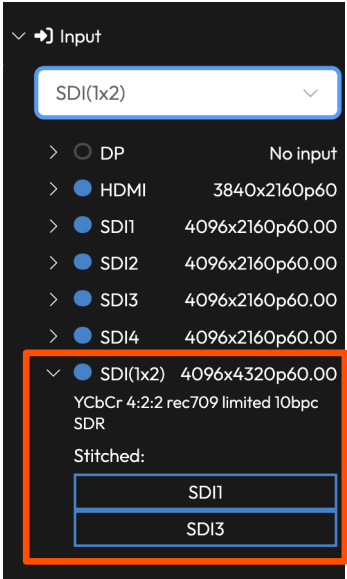 Input
SDI(1x2)
DP No input
HDMI 3840x2160p60
SDI1 4096x2160p60.00
SDI2 4096x2160p60.00
SDI3 4096x2160p60.00
SDI4 4096x2160p60.00
SDI(1x2) 4096x4320p60.00
YCbCr 4:2:2 rec709 limited 10bpc
SDR
Stitched:
SDI1
SDI3